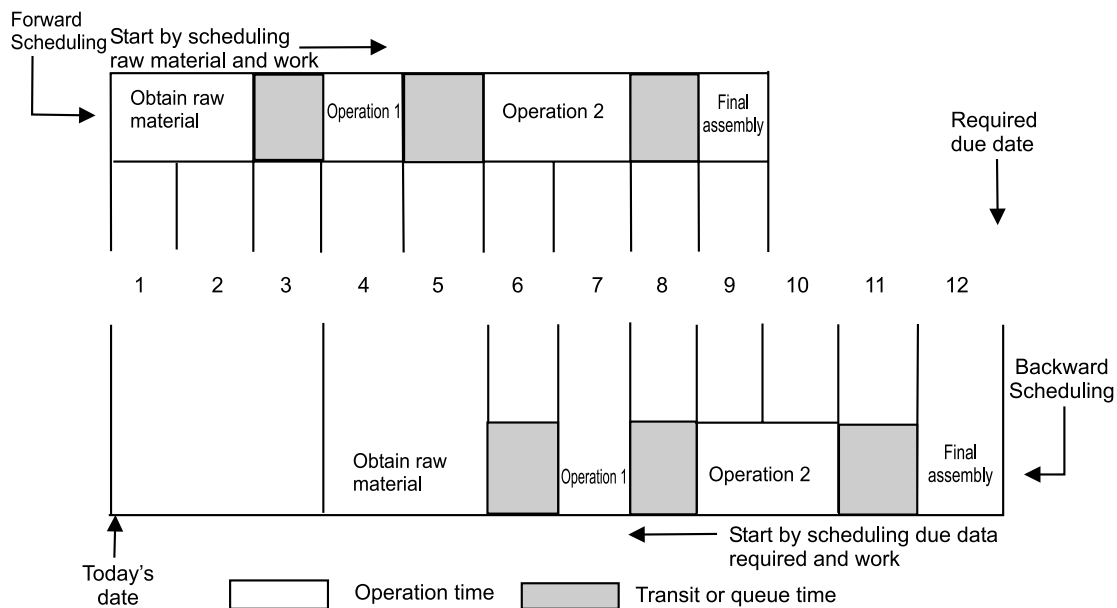 Forward
Scheduling
Start by scheduling
raw material and work
Obtain raw
material
Operation 1
Operation 2
Final
assembly
Required
due date
1 2 3 4 5 6 7 8 9 10 11 12
Backward
Scheduling
Obtain raw
material
Operation 1
Operation 2
Final
assembly
Start by scheduling due data
required and work
Today's
date
Operation time
Transit or queue time